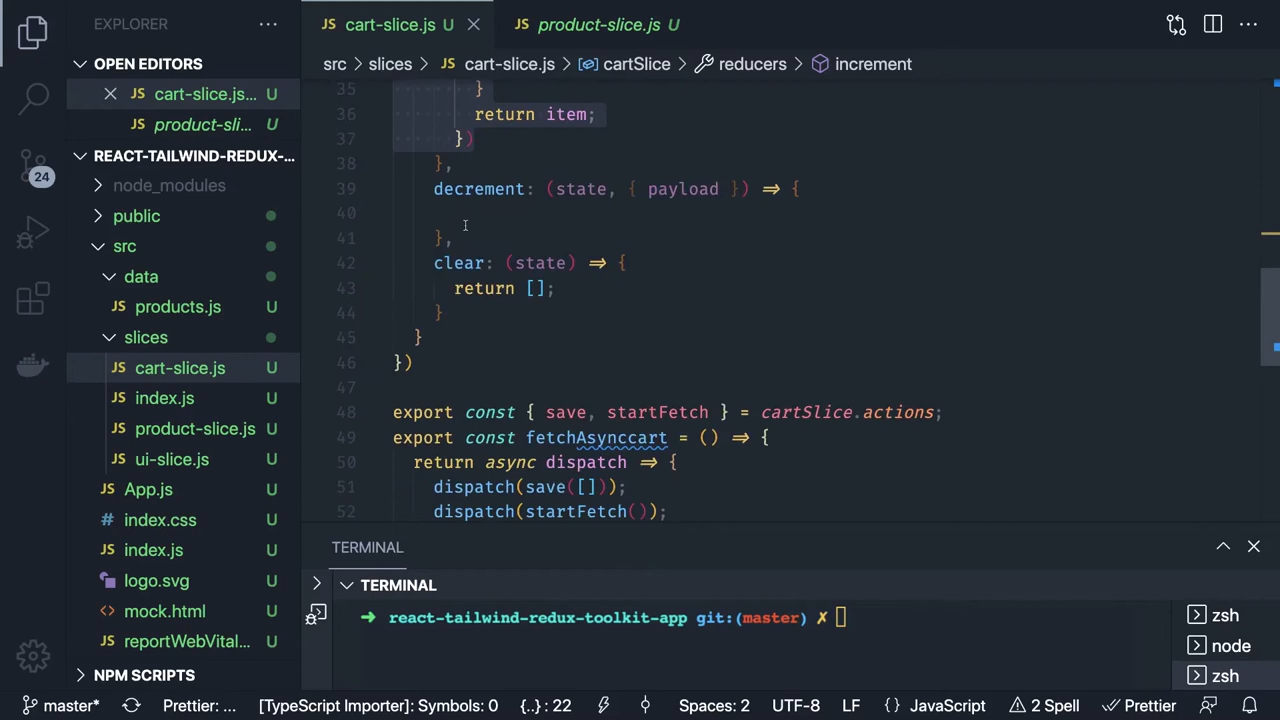 EXPLORER
OPEN EDITORS
cart-slice.js... U
product-sli... U
REACT-TAILWIND-REDUX-...
node_modules
public
src
data
products.js U
slices
cart-slice.js U
index.js U
product-slice.js U
ui-slice.js U
App.js U
index.css U
index.js U
logo.svg U
mock.html U
reportWebVital... U
NPM SCRIPTS
24
cart-slice.js U
product-slice.js U
src > slices > JS cart-slice.js > cartSlice > reducers > increment
35 }
36 return item;
37 })
38 },
39 decrement: (state, { payload }) => {
40
41 },
42 clear: (state) => {
43 return [];
44 }
45 }
46 })
47
48 export const { save, startFetch } = cartSlice.actions;
49 export const fetchAsynccart = () => {
50 return async dispatch => {
51 dispatch(save([]));
52 dispatch(startFetch());
TERMINAL
TERMINAL
➜ react-tailwind-redux-toolkit-app git:(master) ✗
zsh
node
zsh
master* Prettier: ... [TypeScript Importer]: Symbols: 0 {..} : 22 Spaces: 2 UTF-8 LF {} JavaScript 2 Spell Prettier